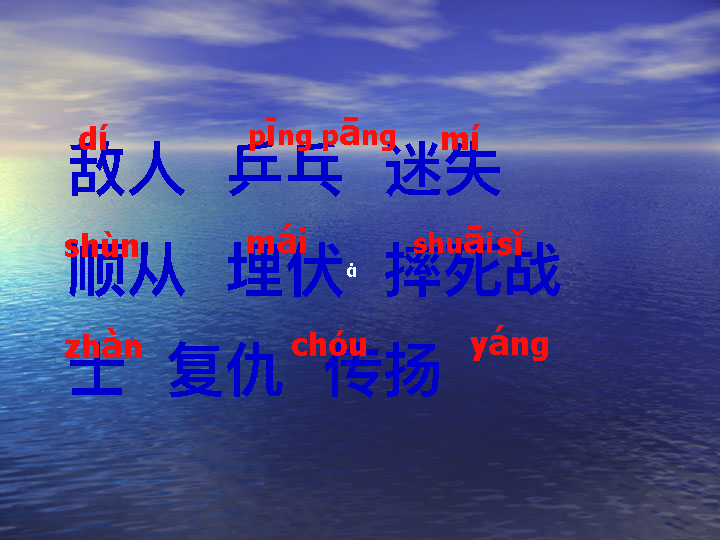 dí pīng pāng mí
敌人 乒乓 迷失
shùn mái shuāi sǐ
顺从 埋伏 ɑ 摔死战
zhàn chóu yáng
士 复仇 传扬